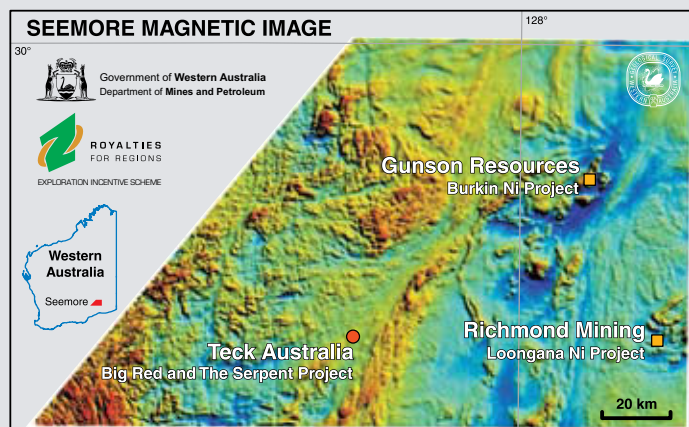 SEEMORE MAGNETIC IMAGE
128°
30°
Government of Western Australia
Department of Mines and Petroleum
ROYALTIES
FOR REGIONS
EXPLORATION INCENTIVE SCHEME
Gunson Resources
Burkin Ni Project
Western
Australia
Seemore
Richmond Mining
Loongana Ni Project
Teck Australia
Big Red and The Serpent Project
20 km